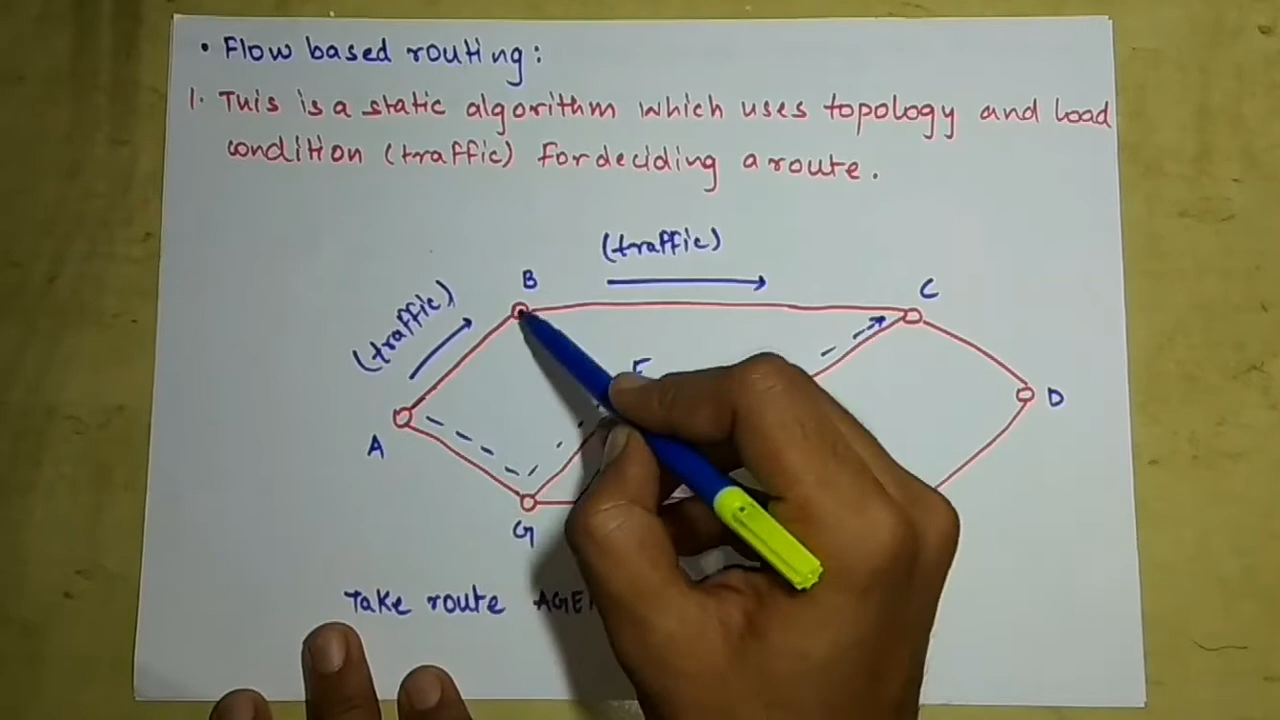 • Flow based routing:
1. This is a static algorithm which uses topology and load
condition (traffic) for deciding a route.
(traffic)
B
C
(traffic)
E
D
A
G
Take route